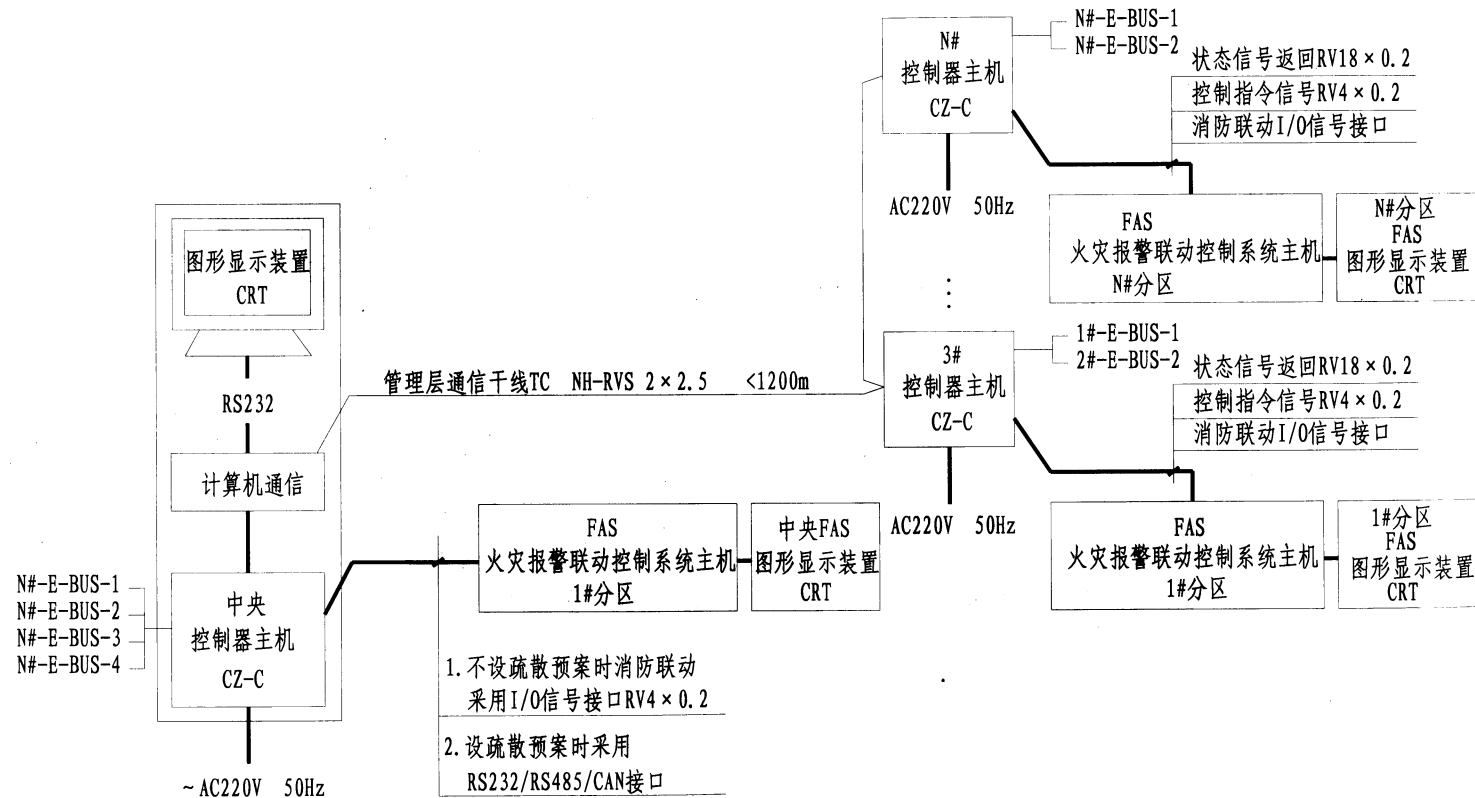 N#
控制器主机
CZ-C
N#-E-BUS-1
N#-E-BUS-2
状态信号返回RV18×0.2
控制指令信号RV4×0.2
消防联动I/O信号接口
AC220V 50Hz
FAS
火灾报警联动控制系统主机
N#分区
N#分区
FAS
图形显示装置
CRT
图形显示装置
CRT
RS232
计算机通信
管理层通信干线TC NH-RVS 2×2.5 <1200m
3#
控制器主机
CZ-C
1#-E-BUS-1
2#-E-BUS-2
状态信号返回RV18×0.2
控制指令信号RV4×0.2
消防联动I/O信号接口
AC220V 50Hz
FAS
火灾报警联动控制系统主机
1#分区
1#分区
FAS
图形显示装置
CRT
FAS
火灾报警联动控制系统主机
1#分区
中央FAS
图形显示装置
CRT
N#-E-BUS-1
N#-E-BUS-2
N#-E-BUS-3
N#-E-BUS-4
中央
控制器主机
CZ-C
~AC220V 50Hz
1.不设疏散预案时消防联动
采用I/O信号接口RV4×0.2
2.设疏散预案时采用
RS232/RS485/CAN接口